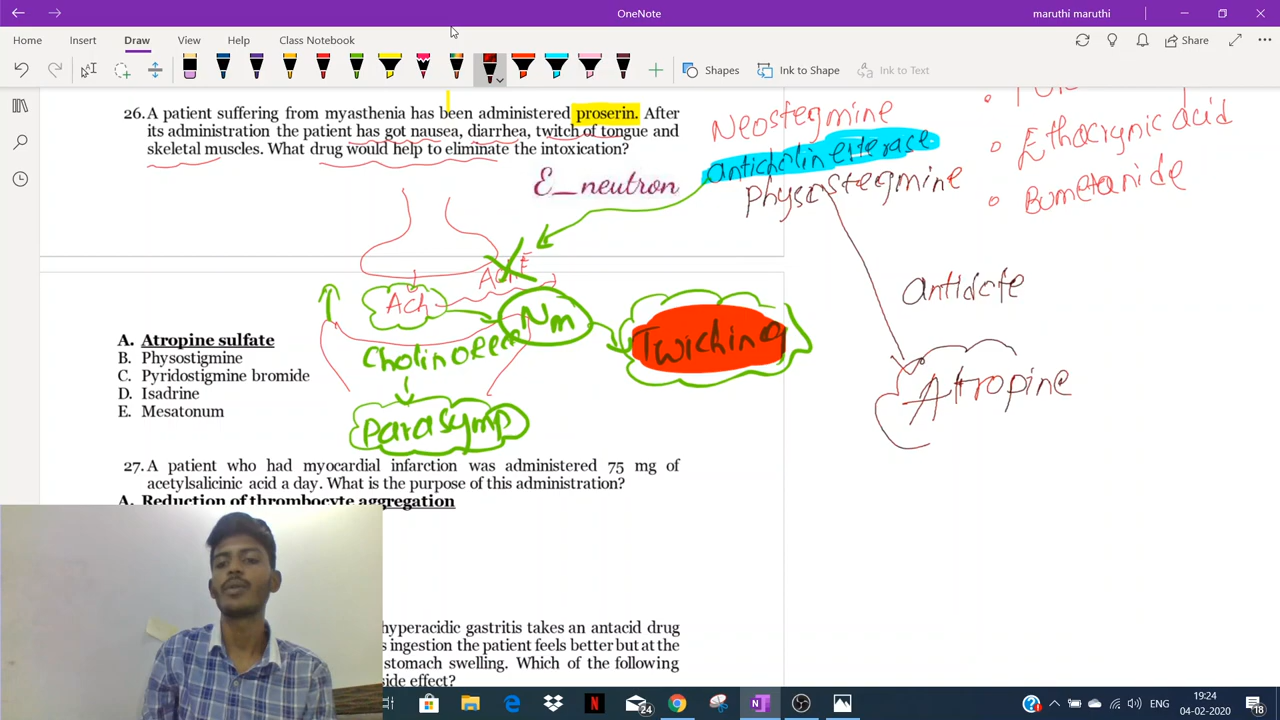 OneNote
maruthi maruthi
Home Insert Draw View Help Class Notebook
Share
Shapes
Ink to Shape
Ink to Text
26. A patient suffering from myasthenia has been administered proserin. After
its administration the patient has got nausea, diarrhea, twitch of tongue and
skeletal muscles. What drug would help to eliminate the intoxication?
Neostegmine
anticholinesterase
Physostegmine
E_neutron
Ethacrynic acid
Bumetanide
Ach
Nm
Twiching
Parasymp
Atropine
A. Atropine sulfate
B. Physostigmine
C. Pyridostigmine bromide
D. Isadrine
E. Mesatonum
27. A patient who had myocardial infarction was administered 75 mg of
acetylsalicinic acid a day. What is the purpose of this administration?
A. Reduction of thrombocyte aggregation
hyperacidic gastritis takes an antacid drug
s ingestion the patient feels better but at the
stomach swelling. Which of the following
side effect?
24
ENG
19:24
04-02-2020
18